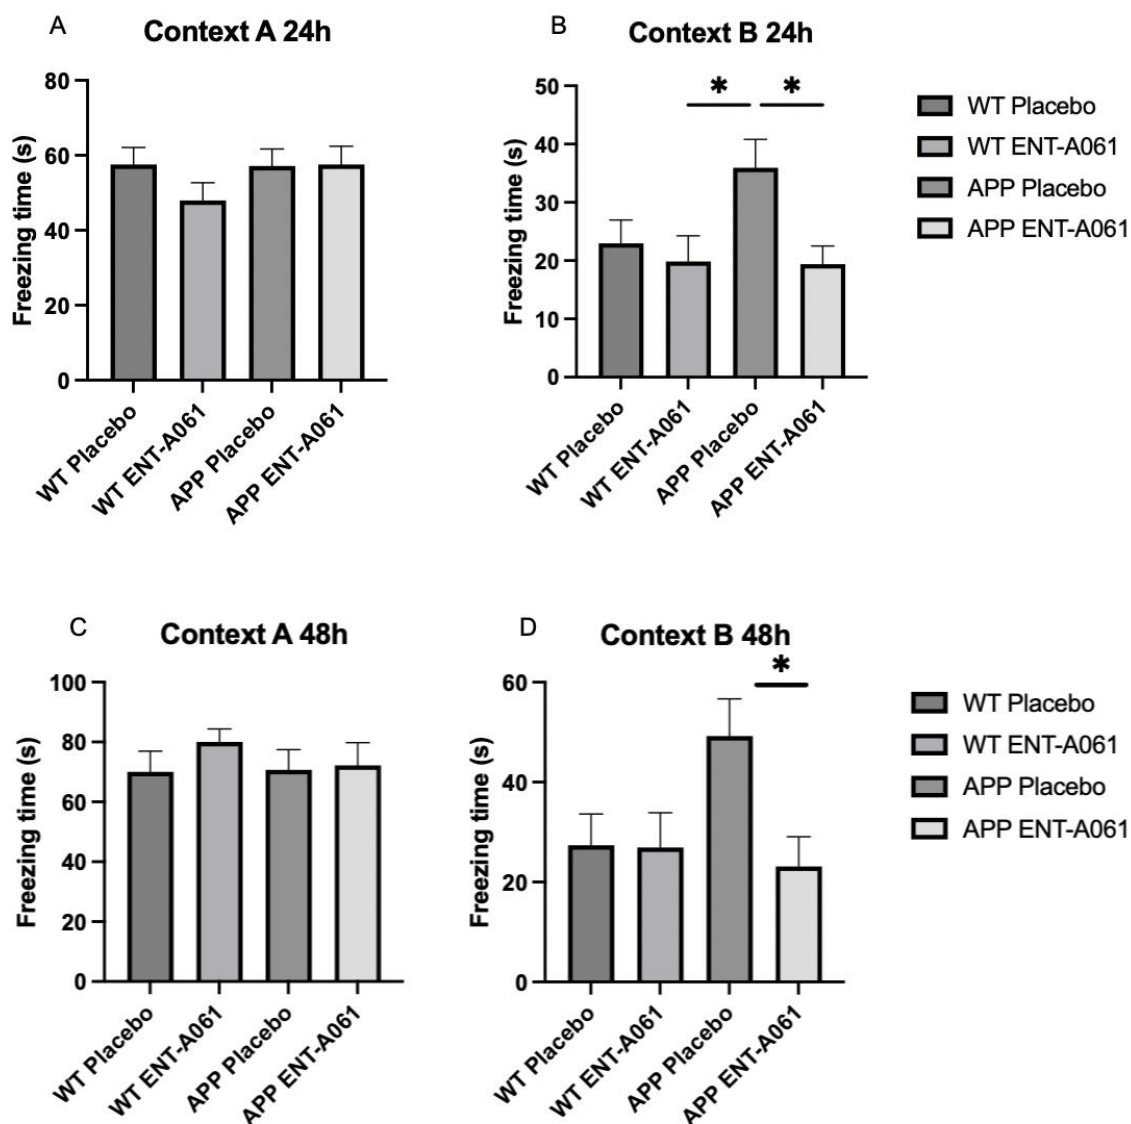 A
Context A 24h
Freezing time (s)
80
60
40
20
0
WT Placebo
WT ENT-A061
APP Placebo
APP ENT-A061
B
Context B 24h
Freezing time (s)
50
40
30
20
10
0
*
*
WT Placebo
WT ENT-A061
APP Placebo
APP ENT-A061
WT Placebo
WT ENT-A061
APP Placebo
APP ENT-A061
C
Context A 48h
Freezing time (s)
100
80
60
40
20
0
WT Placebo
WT ENT-A061
APP Placebo
APP ENT-A061
D
Context B 48h
*
Freezing time (s)
60
40
20
0
WT Placebo
WT ENT-A061
APP Placebo
APP ENT-A061
WT Placebo
WT ENT-A061
APP Placebo
APP ENT-A061